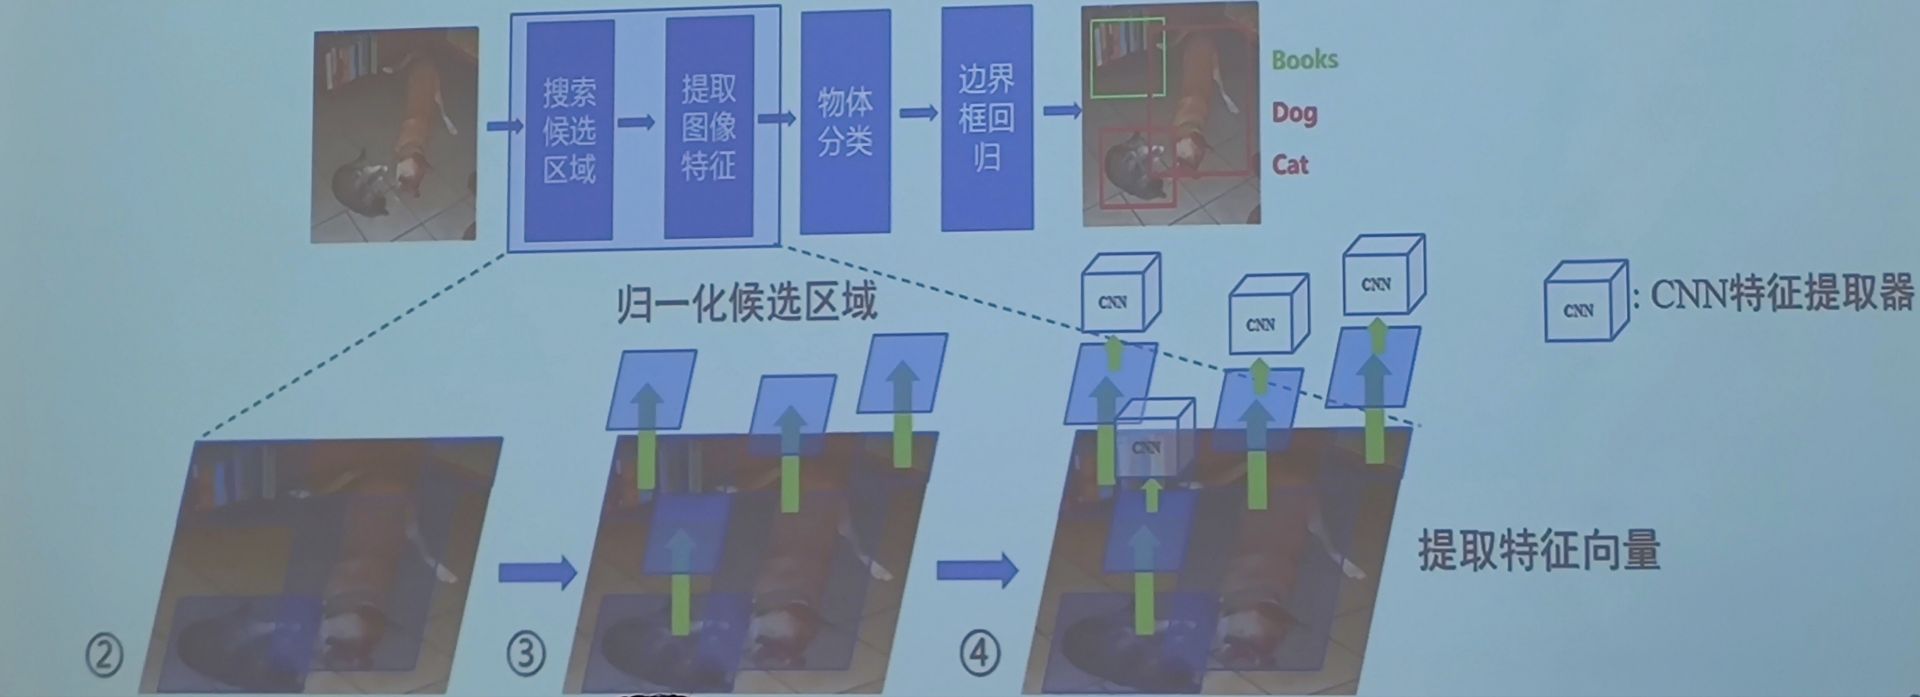 搜索
候选
区域
提取
图像
特征
物体
分类
边界
框回
归
Books
Dog
Cat
归一化候选区域
CNN
CNN
CNN
CNN
: CNN特征提取器
CNN
提取特征向量
②
③
④